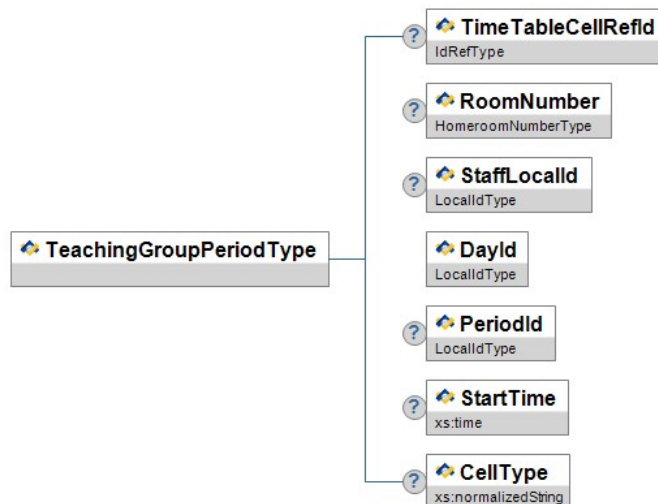 TimeTableCellRefId
IdRefType
?
RoomNumber
HomeroomNumberType
?
StaffLocalId
LocalIdType
?
TeachingGroupPeriodType
DayId
LocalIdType
PeriodId
LocalIdType
?
StartTime
xs:time
?
CellType
xs:normalizedString
?